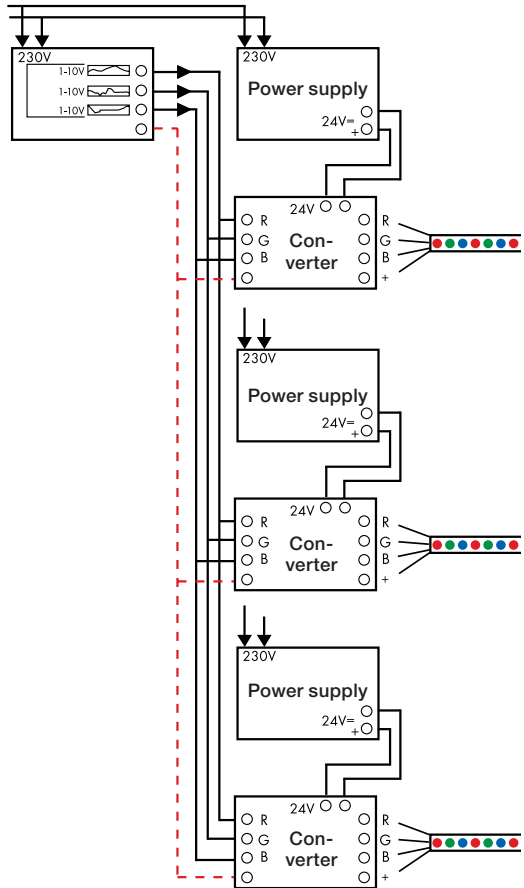 230V
1-10V
1-10V
1-10V
230V
Power supply
24V=
+
24V
R
G
B
Con-
verter
R
G
B
+
230V
Power supply
24V=
+
24V
R
G
B
Con-
verter
R
G
B
+
230V
Power supply
24V=
+
24V
R
G
B
Con-
verter
R
G
B
+